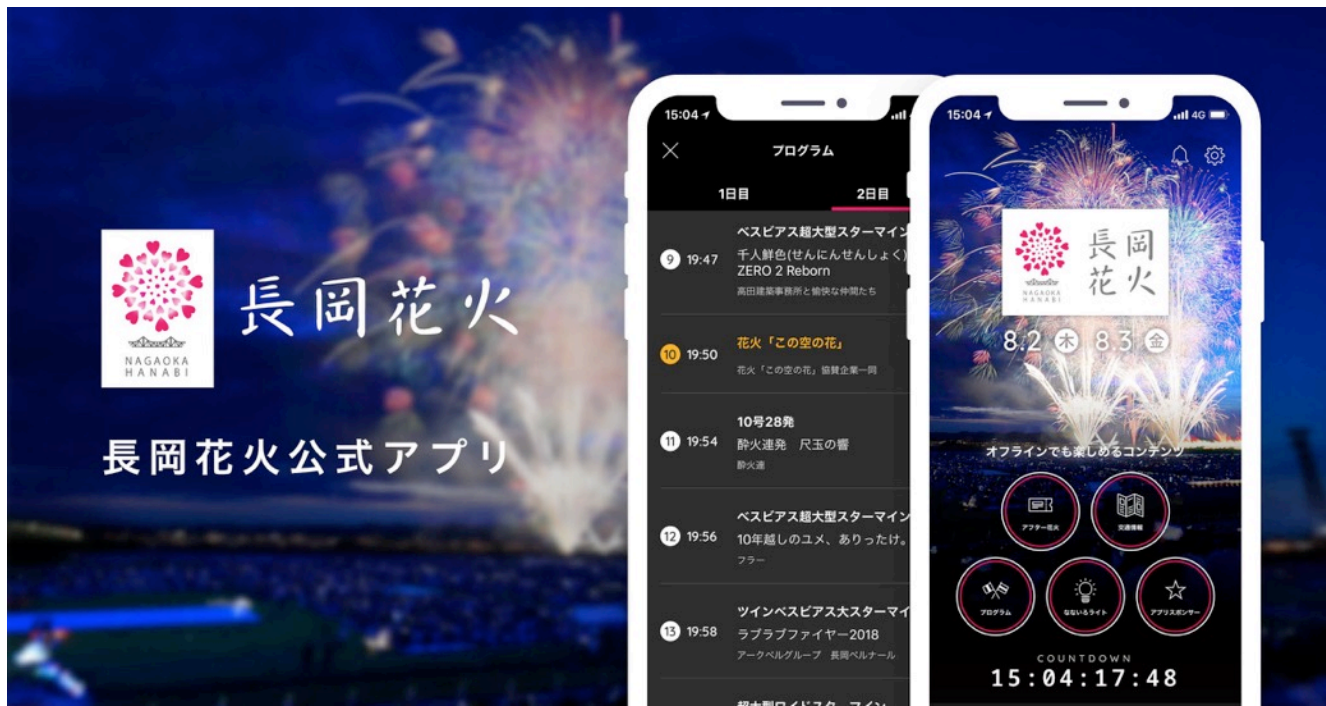 NAGAOKA
HANABI
長岡花火
長岡花火公式アプリ
15:04
プログラム
1日目
2日目
ベスビアス超大型スターマイン
9 19:47
千人鮮色(せんにんせんしょく)
ZERO 2 Reborn
高田建築事務所と愉快な仲間たち
10 19:50
花火「この空の花」
花火「この空の花」協賛企業一同
10号28発
11 19:54
酔火連発 尺玉の響
酔火連
ベスビアス超大型スターマイン
12 19:56
10年越しのユメ、ありったけ。
フラー
ツインベスビアス大スターマイ
13 19:58
ラブラブファイヤー2018
アークベルグループ 長岡ベルナール
15:04
4G
NAGAOKA
HANABI
長岡
花火
8.2 木 8.3 金
オフラインでも楽しめるコンテンツ
アフター花火
交通情報
プログラム
なないろライト
アプリスポンサー
COUNTDOWN
15:04:17:48